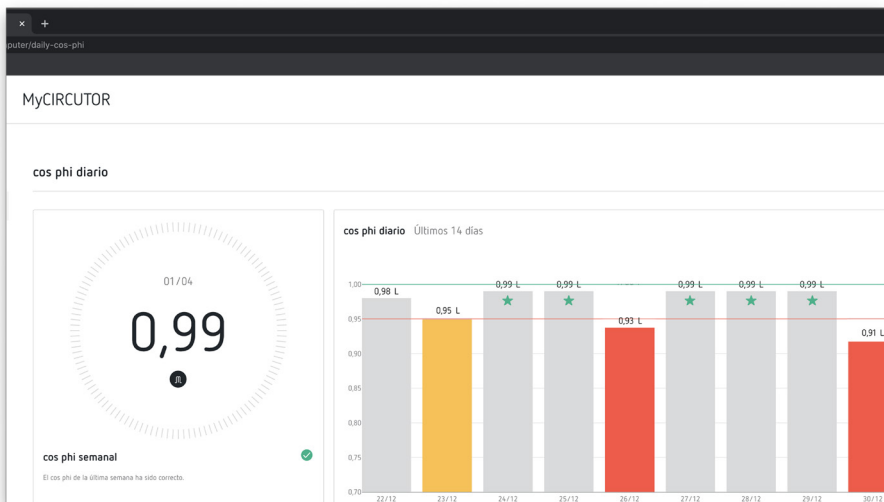 × +
puter/daily-cos-phi
MyCIRCUTOR
cos phi diario
01/04
0,99
cos phi semanal
El cos phi de la última semana ha sido correcto.
cos phi diario Últimos 14 días
1,00
0,95
0,90
0,85
0,80
0,75
0,70
0,98 L
0,95 L
0,99 L
0,99 L
0,93 L
0,99 L
0,99 L
0,99 L
0,91 L
22/12 23/12 24/12 25/12 26/12 27/12 28/12 29/12 30/12